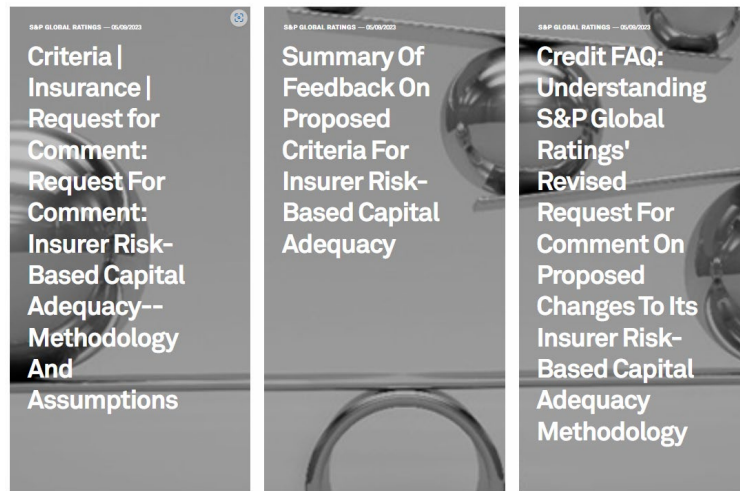 S&P GLOBAL RATINGS — 05/09/2023
Criteria |
Insurance |
Request for
Comment:
Request For
Comment:
Insurer Risk-
Based Capital
Adequacy--
Methodology
And
Assumptions
S&P GLOBAL RATINGS — 05/09/2023
Summary Of
Feedback On
Proposed
Criteria For
Insurer Risk-
Based Capital
Adequacy
S&P GLOBAL RATINGS — 05/09/2023
Credit FAQ:
Understanding
S&P Global
Ratings'
Revised
Request For
Comment On
Proposed
Changes To Its
Insurer Risk-
Based Capital
Adequacy
Methodology